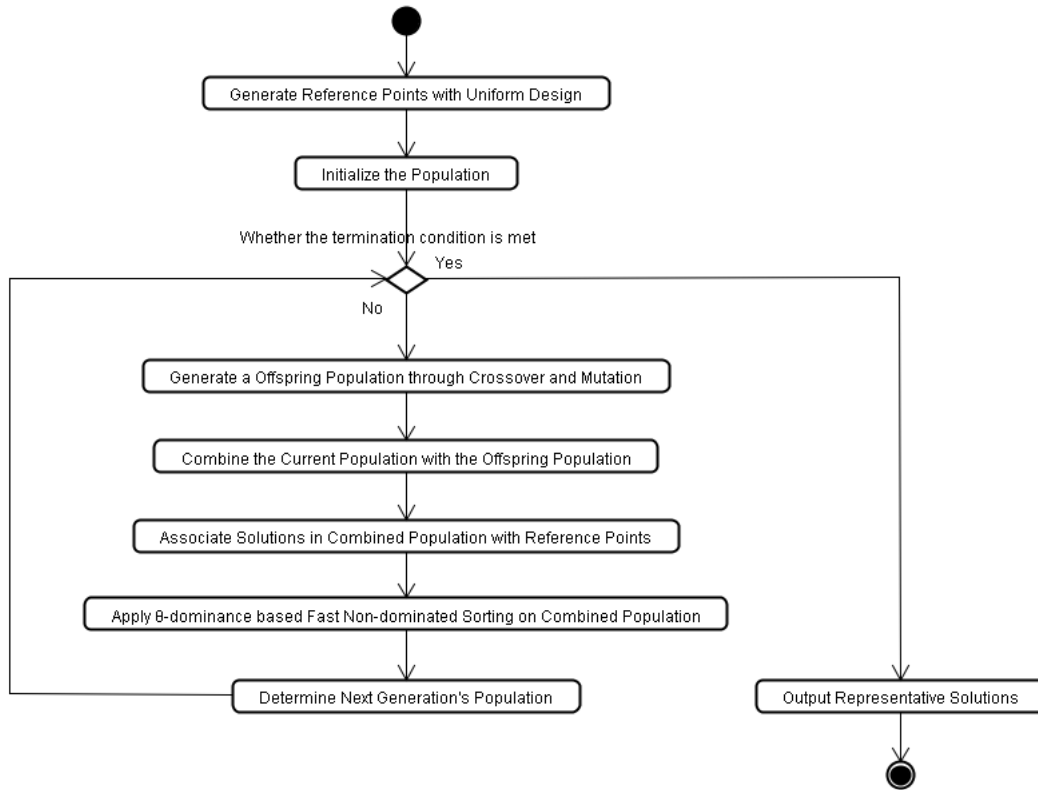 Generate Reference Points with Uniform Design
Initialize the Population
Whether the termination condition is met
Yes
No
Generate a Offspring Population through Crossover and Mutation
Combine the Current Population with the Offspring Population
Associate Solutions in Combined Population with Reference Points
Apply θ-dominance based Fast Non-dominated Sorting on Combined Population
Determine Next Generation's Population
Output Representative Solutions